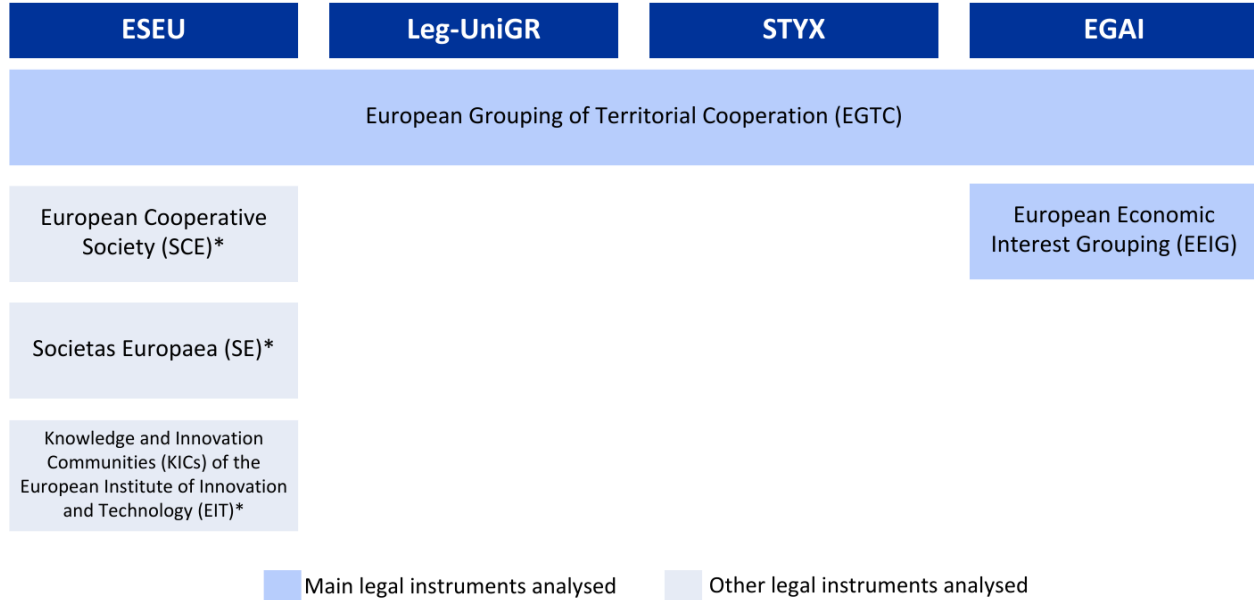 ESEU
Leg-UniGR
STYX
EGAI
European Grouping of Territorial Cooperation (EGTC)
European Cooperative
Society (SCE)*
European Economic
Interest Grouping (EEIG)
Societas Europaea (SE)*
Knowledge and Innovation
Communities (KICs) of the
European Institute of Innovation
and Technology (EIT)*
Main legal instruments analysed
Other legal instruments analysed